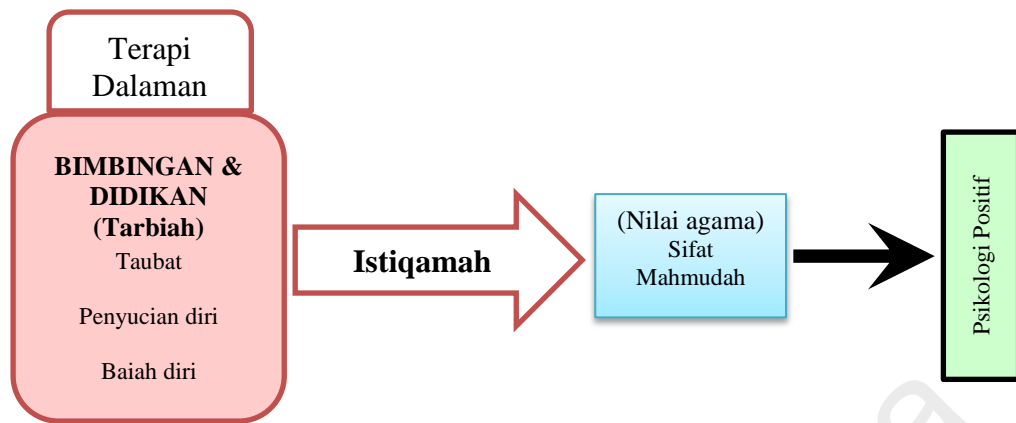 Terapi
Dalaman
BIMBINGAN &
DIDIKAN
(Tarbiah)
Taubat
Penyucian diri
Baiah diri
Istiqamah
(Nilai agama)
Sifat
Mahmudah
Psikologi Positif